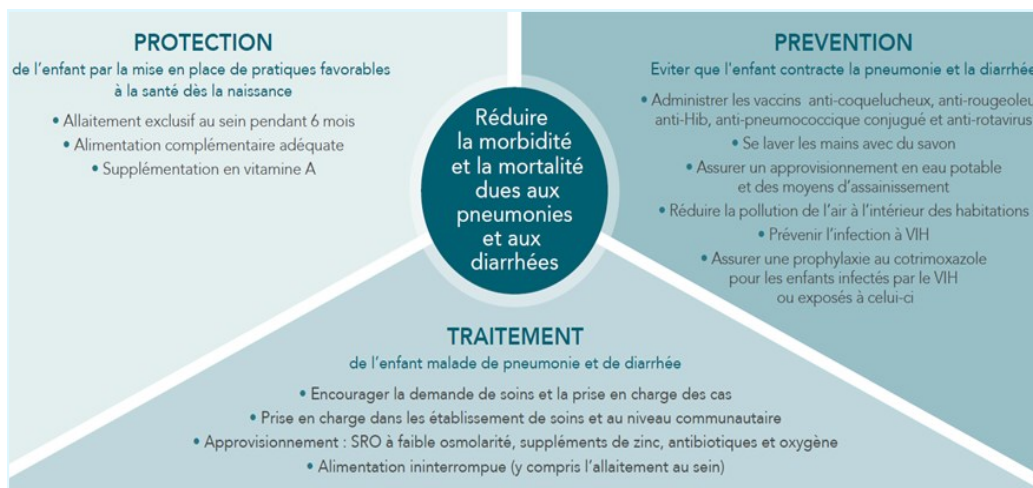 PROTECTION
de l'enfant par la mise en place de pratiques favorables
à la santé dès la naissance
• Allaitement exclusif au sein pendant 6 mois
• Alimentation complémentaire adéquate
• Supplémentation en vitamine A
Réduire
la morbidité
et la mortalité
dues aux
pneumonies
et aux
diarrhées
PREVENTION
Eviter que l'enfant contracte la pneumonie et la diarrhée
• Administrer les vaccins anti-coquelucheux, anti-rougeoleu
anti-Hib, anti-pneumococcique conjugué et anti-rotavirus
• Se laver les mains avec du savon
• Assurer un approvisionnement en eau potable
et des moyens d'assainissement
• Réduire la pollution de l'air à l'intérieur des habitations
• Prévenir l'infection à VIH
• Assurer une prophylaxie au cotrimoxazole
pour les enfants infectés par le VIH
ou exposés à celui-ci
TRAITEMENT
de l'enfant malade de pneumonie et de diarrhée
• Encourager la demande de soins et la prise en charge des cas
• Prise en charge dans les établissement de soins et au niveau communautaire
• Approvisionnement : SRO à faible osmolarité, suppléments de zinc, antibiotiques et oxygène
• Alimentation ininterrompue (y compris l'allaitement au sein)